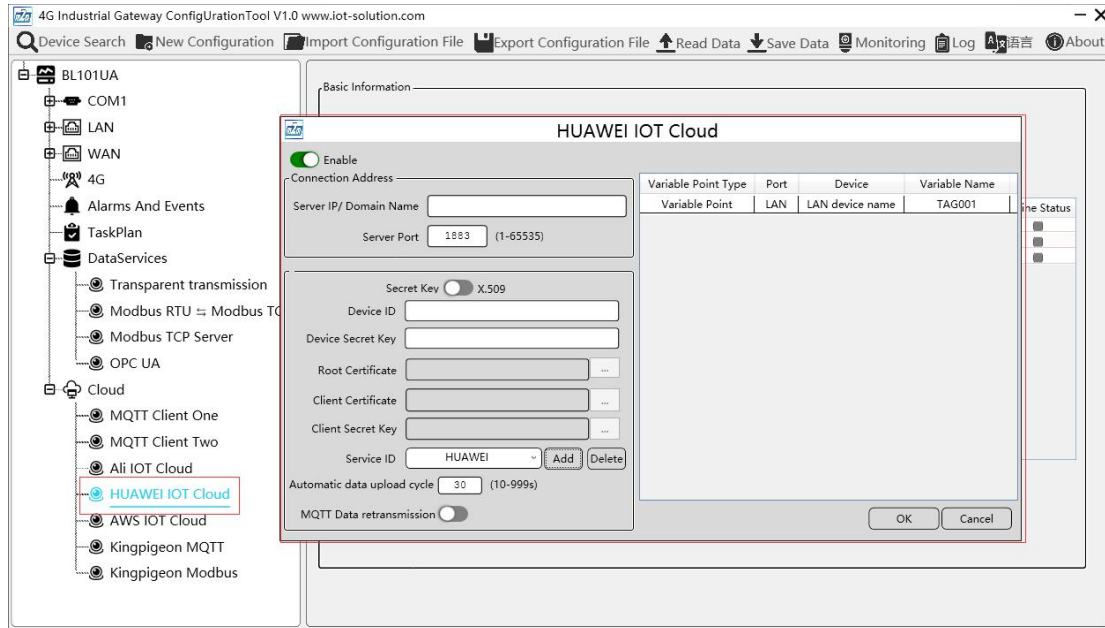 4G Industrial Gateway ConfigUrationTool V1.0 www.iot-solution.com
Device Search New Configuration Import Configuration File Export Configuration File Read Data Save Data Monitoring Log 语言 About
BL101UA
COM1
LAN
WAN
4G
Alarms And Events
TaskPlan
DataServices
Transparent transmission
Modbus RTU ⇆ Modbus TC
Modbus TCP Server
OPC UA
Cloud
MQTT Client One
MQTT Client Two
Ali IOT Cloud
HUAWEI IOT Cloud
AWS IOT Cloud
Kingpigeon MQTT
Kingpigeon Modbus
Basic Information
HUAWEI IOT Cloud
Enable
Connection Address
Server IP/ Domain Name
Server Port 1883 (1-65535)
Secret Key X.509
Device ID
Device Secret Key
Root Certificate ...
Client Certificate ...
Client Secret Key ...
Service ID HUAWEI Add Delete
Automatic data upload cycle 30 (10-999s)
MQTT Data retransmission
Variable Point Type Port Device Variable Name
Variable Point LAN LAN device name TAG001
OK Cancel
ine Status